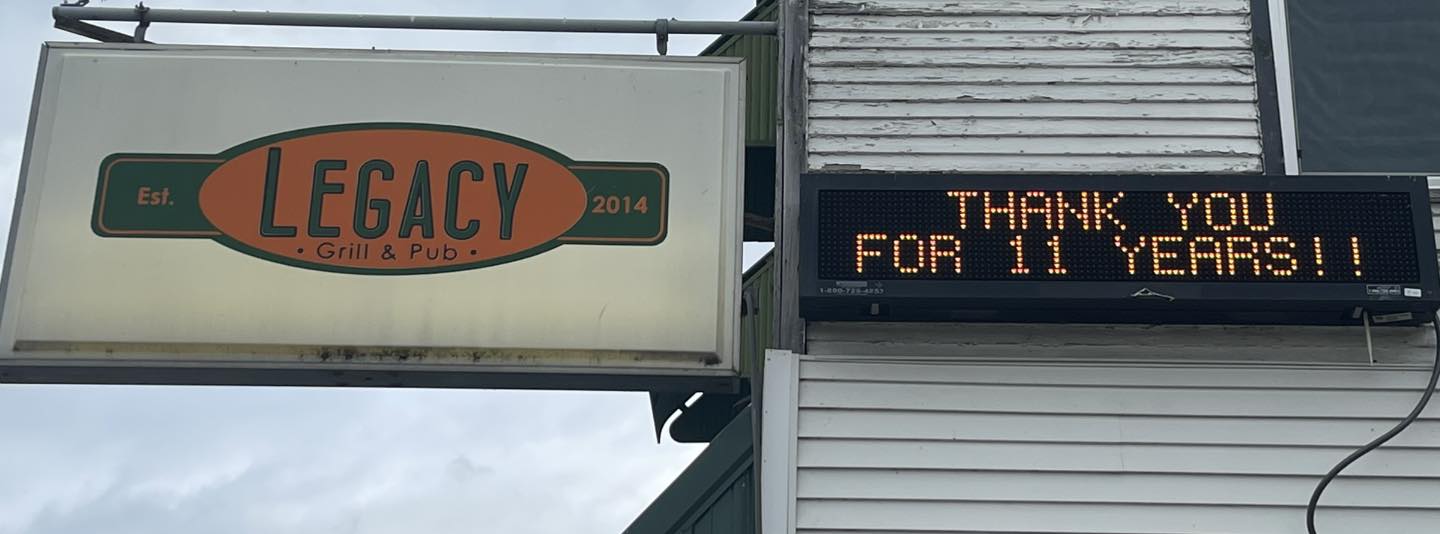 Est.
LEGACY
2014
• Grill & Pub •
THANK YOU
FOR 11 YEARS!!